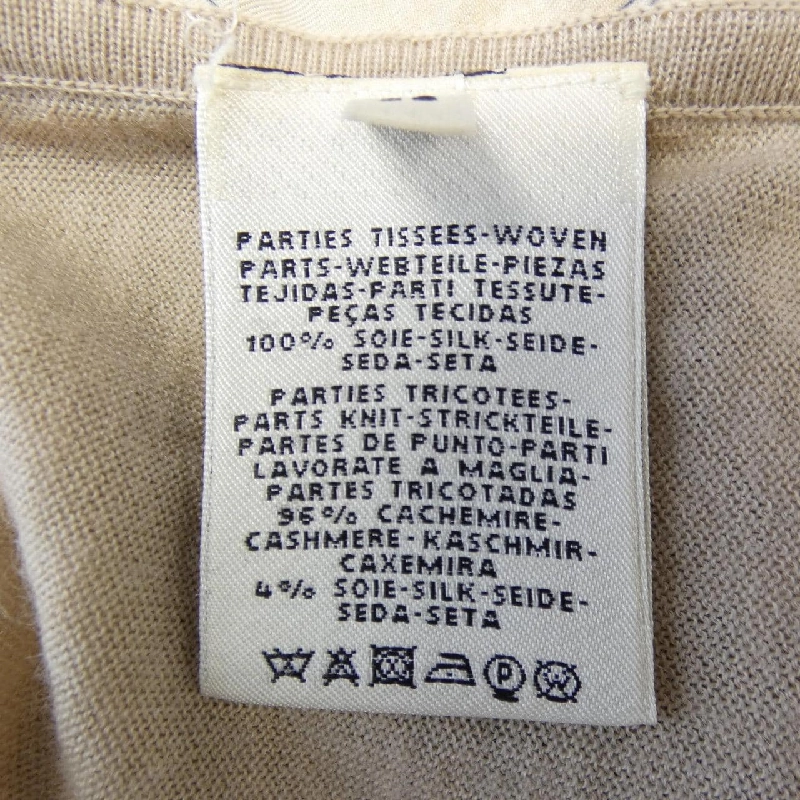 PARTIES TISSEES-WOVEN
PARTS-WEBTEILE-PIEZAS
TEJIDAS-PARTI TESSUTE-
PEÇAS TECIDAS
100% SOIE-SILK-SEIDE-
SEDA-SETA
PARTIES TRICOTEES-
PARTS KNIT-STRICKTEILE-
PARTES DE PUNTO-PARTI
LAVORATE A MAGLIA-
PARTES TRICOTADAS
96% CACHEMIRE-
CASHMERE-KASCHMIR-
CAXEMIRA
4% SOIE-SILK-SEIDE-
SEDA-SETA
P W